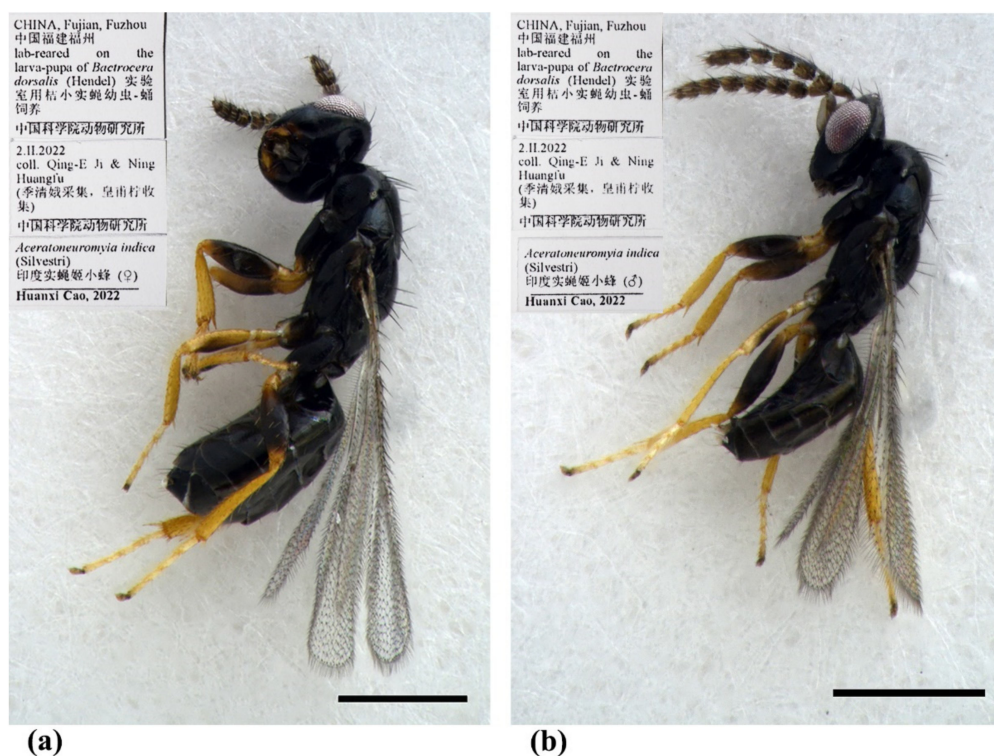 CHINA, Fujian, Fuzhou
中国福建福州
lab-reared on the
larva-pupa of Bactrocera
dorsalis (Hendel) 实验
室用桔小实蝇幼虫-蛹
饲养
中国科学院动物研究所
2.II.2022
coll. Qing-E Ji & Ning
Huangfu
(季清娥采集，皇甫柠收
集)
中国科学院动物研究所
Aceratoneuromyia indica
(Silvestri)
印度实蝇姬小蜂 (♀)
Huanxi Cao, 2022
(a)
CHINA, Fujian, Fuzhou
中国福建福州
lab-reared on the
larva-pupa of Bactrocera
dorsalis (Hendel) 实验
室用桔小实蝇幼虫-蛹
饲养
中国科学院动物研究所
2.II.2022
coll. Qing-E Ji & Ning
Huangfu
(季清娥采集，皇甫柠收
集)
中国科学院动物研究所
Aceratoneuromyia indica
(Silvestri)
印度实蝇姬小蜂 (♂)
Huanxi Cao, 2022
(b)